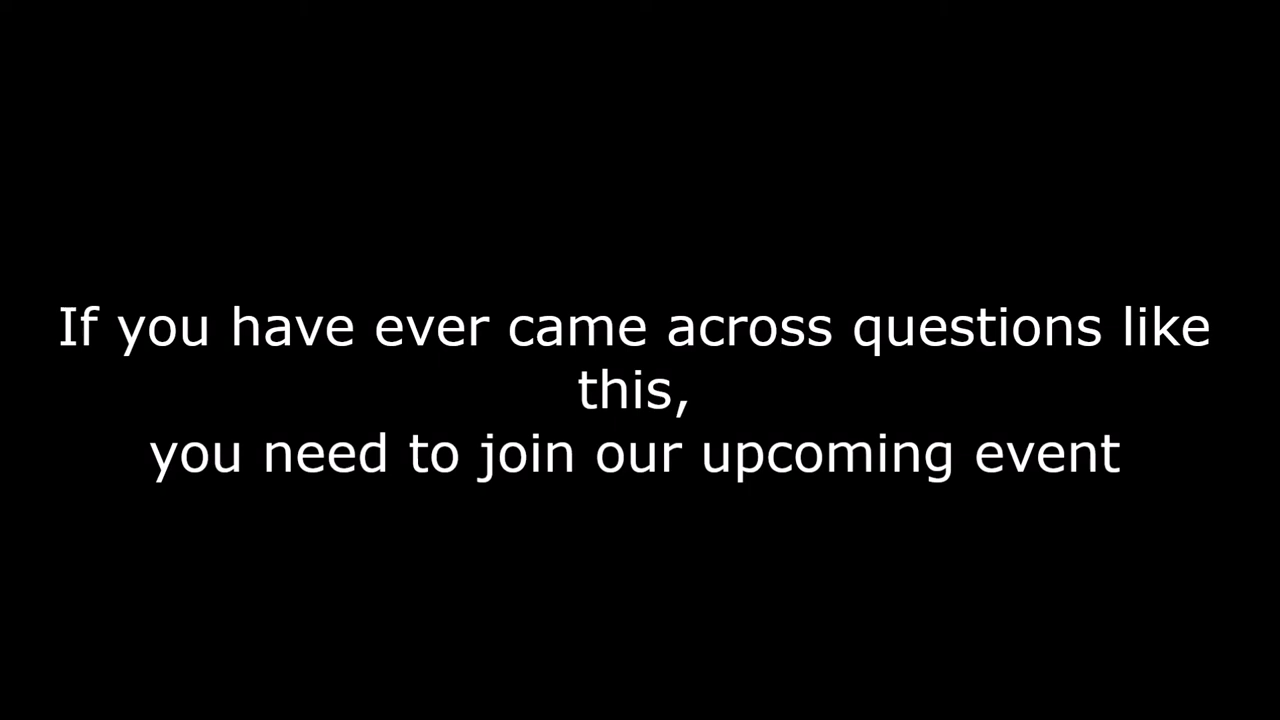 If you have ever came across questions like
this,
you need to join our upcoming event